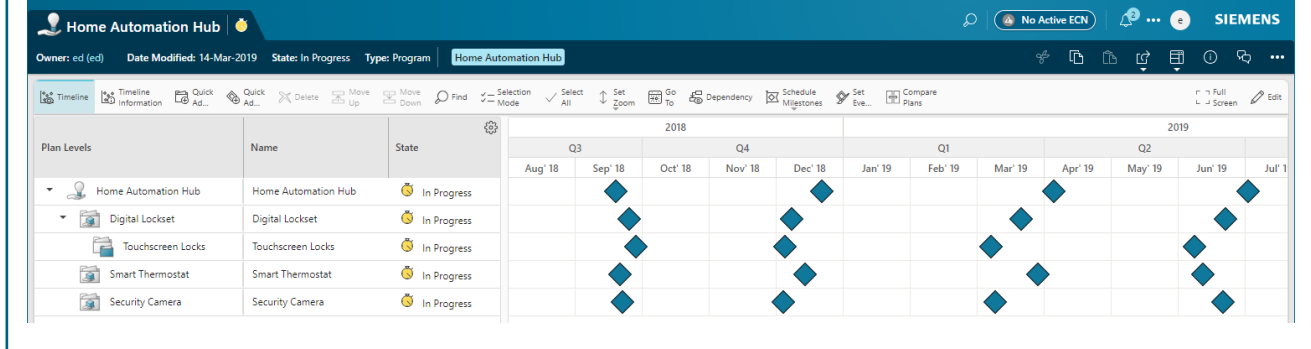 Home Automation Hub
No Active ECN
2
e
SIEMENS
Owner: ed (ed) Date Modified: 14-Mar-2019 State: In Progress Type: Program Home Automation Hub
Timeline
Timeline Information
Quick Ad...
Quick Ad...
Delete
Move Up
Move Down
Find
Selection Mode
Select All
Set Zoom
Go To
Dependency
Schedule Milestones
Set Eve...
Compare Plans
Full Screen
Edit
2018 2019
Plan Levels Name State
Q3 Q4 Q1 Q2
Aug' 18 Sep' 18 Oct' 18 Nov' 18 Dec' 18 Jan' 19 Feb' 19 Mar' 19 Apr' 19 May' 19 Jun' 19 Jul' 1
Home Automation Hub Home Automation Hub In Progress
Digital Lockset Digital Lockset In Progress
Touchscreen Locks Touchscreen Locks In Progress
Smart Thermostat Smart Thermostat In Progress
Security Camera Security Camera In Progress